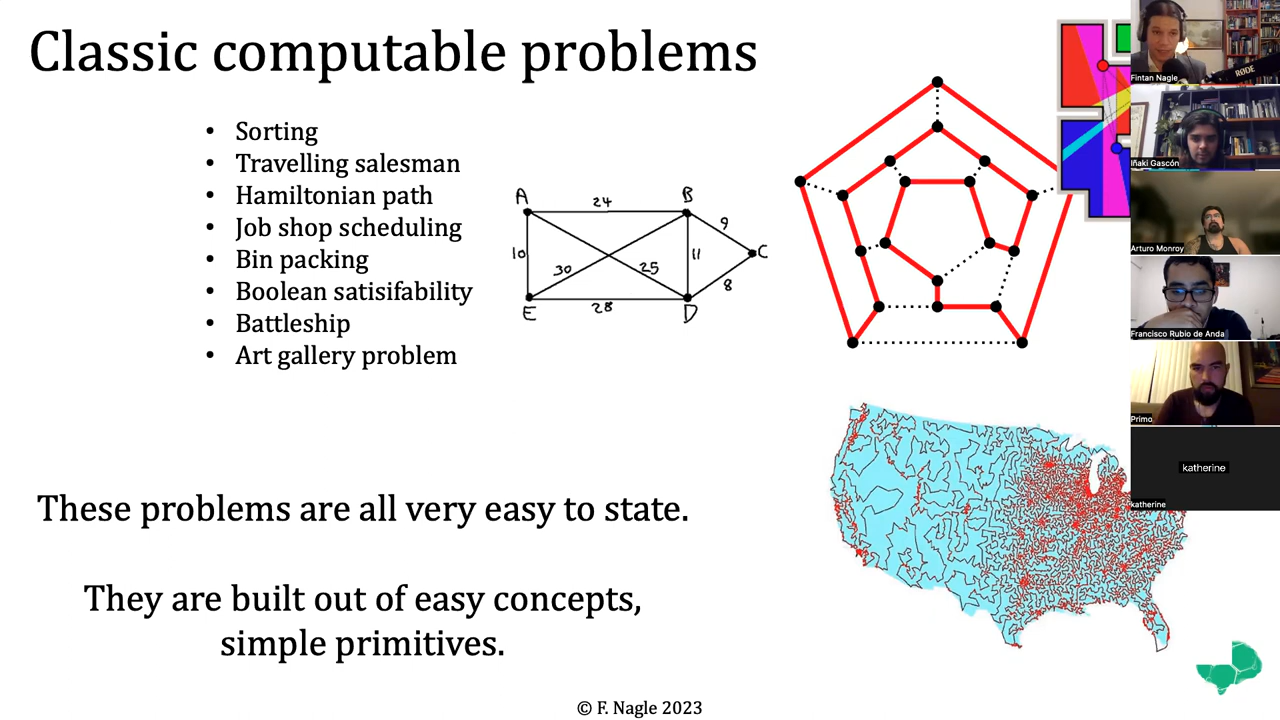 Classic computable problems
• Sorting
• Travelling salesman
• Hamiltonian path
• Job shop scheduling
• Bin packing
• Boolean satisifability
• Battleship
• Art gallery problem
A
24
B
9
10
30
25
11
C
8
E
28
D
These problems are all very easy to state.
They are built out of easy concepts,
simple primitives.
© F. Nagle 2023
RØDE
Fintan Nagle
Iñaki Gascón
Arturo Monroy
Francisco Rubio de Anda
Primo
katherine
katherine